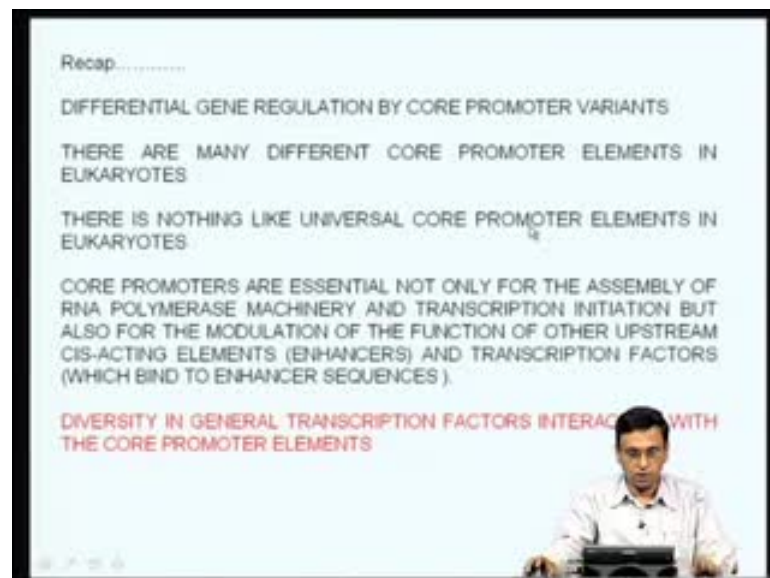 Recap............
DIFFERENTIAL GENE REGULATION BY CORE PROMOTER VARIANTS
THERE ARE MANY DIFFERENT CORE PROMOTER ELEMENTS IN
EUKARYOTES
THERE IS NOTHING LIKE UNIVERSAL CORE PROMOTER ELEMENTS IN
EUKARYOTES
CORE PROMOTERS ARE ESSENTIAL NOT ONLY FOR THE ASSEMBLY OF
RNA POLYMERASE MACHINERY AND TRANSCRIPTION INITIATION BUT
ALSO FOR THE MODULATION OF THE FUNCTION OF OTHER UPSTREAM
CIS-ACTING ELEMENTS (ENHANCERS) AND TRANSCRIPTION FACTORS
(WHICH BIND TO ENHANCER SEQUENCES ).
DIVERSITY IN GENERAL TRANSCRIPTION FACTORS WITH
THE CORE PROMOTER ELEMENTS